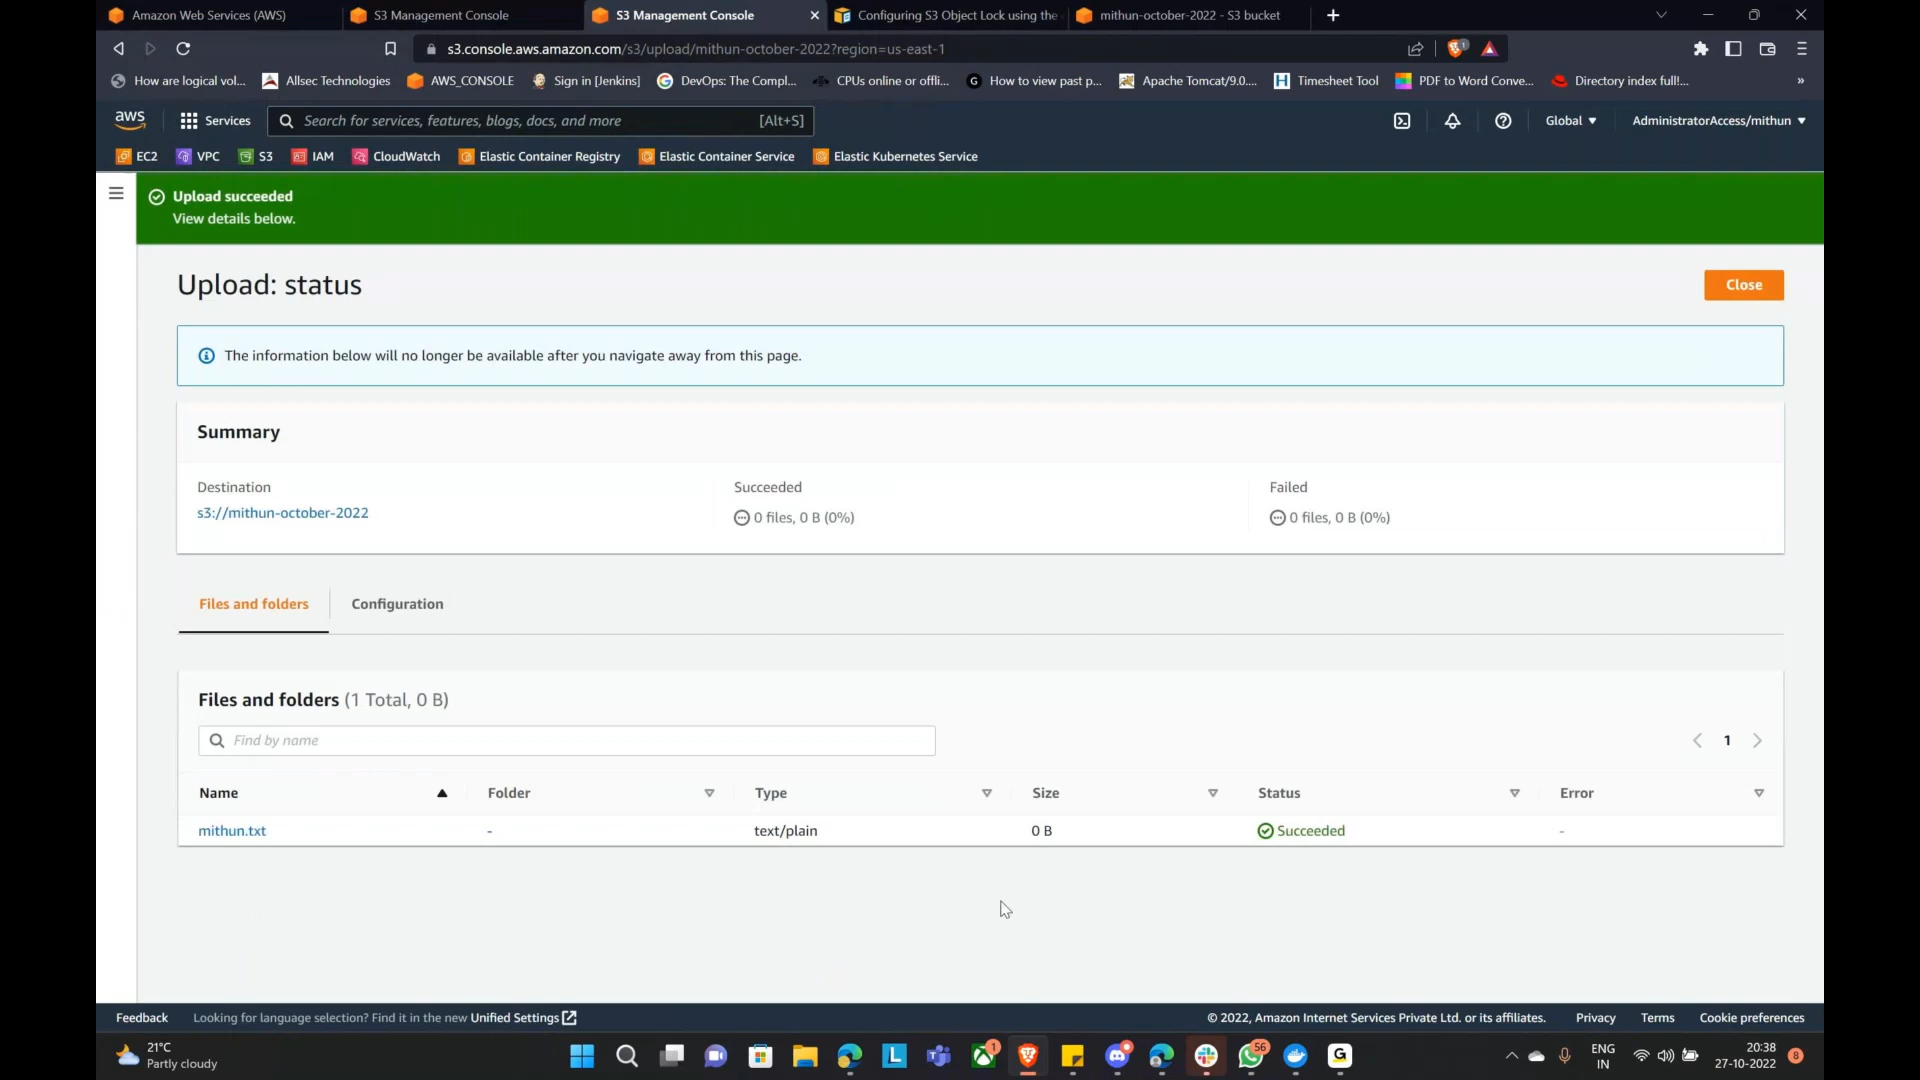 Amazon Web Services (AWS)
S3 Management Console
S3 Management Console
Configuring S3 Object Lock using the
mithun-october-2022 - S3 bucket
s3.console.aws.amazon.com/s3/upload/mithun-october-2022?region=us-east-1
1
How are logical vol...
Allsec Technologies
AWS_CONSOLE
Sign in [Jenkins]
DevOps: The Compl...
CPUs online or offli...
How to view past p...
Apache Tomcat/9.0....
Timesheet Tool
PDF to Word Conve...
Directory index full!...
»
aws
Services
Search for services, features, blogs, docs, and more
[Alt+S]
Global
AdministratorAccess/mithun
EC2
VPC
S3
IAM
CloudWatch
Elastic Container Registry
Elastic Container Service
Elastic Kubernetes Service
Upload succeeded
View details below.
Upload: status
Close
The information below will no longer be available after you navigate away from this page.
Summary
Destination
s3://mithun-october-2022
Succeeded
0 files, 0 B (0%)
Failed
0 files, 0 B (0%)
Files and folders
Configuration
Files and folders (1 Total, 0 B)
Find by name
1
Name
Folder
Type
Size
Status
Error
mithun.txt
-
text/plain
0 B
Succeeded
-
Feedback
Looking for language selection? Find it in the new Unified Settings
© 2022, Amazon Internet Services Private Ltd. or its affiliates.
Privacy
Terms
Cookie preferences
21°C
Partly cloudy
L
1
56
G
ENG
IN
20:38
27-10-2022
8